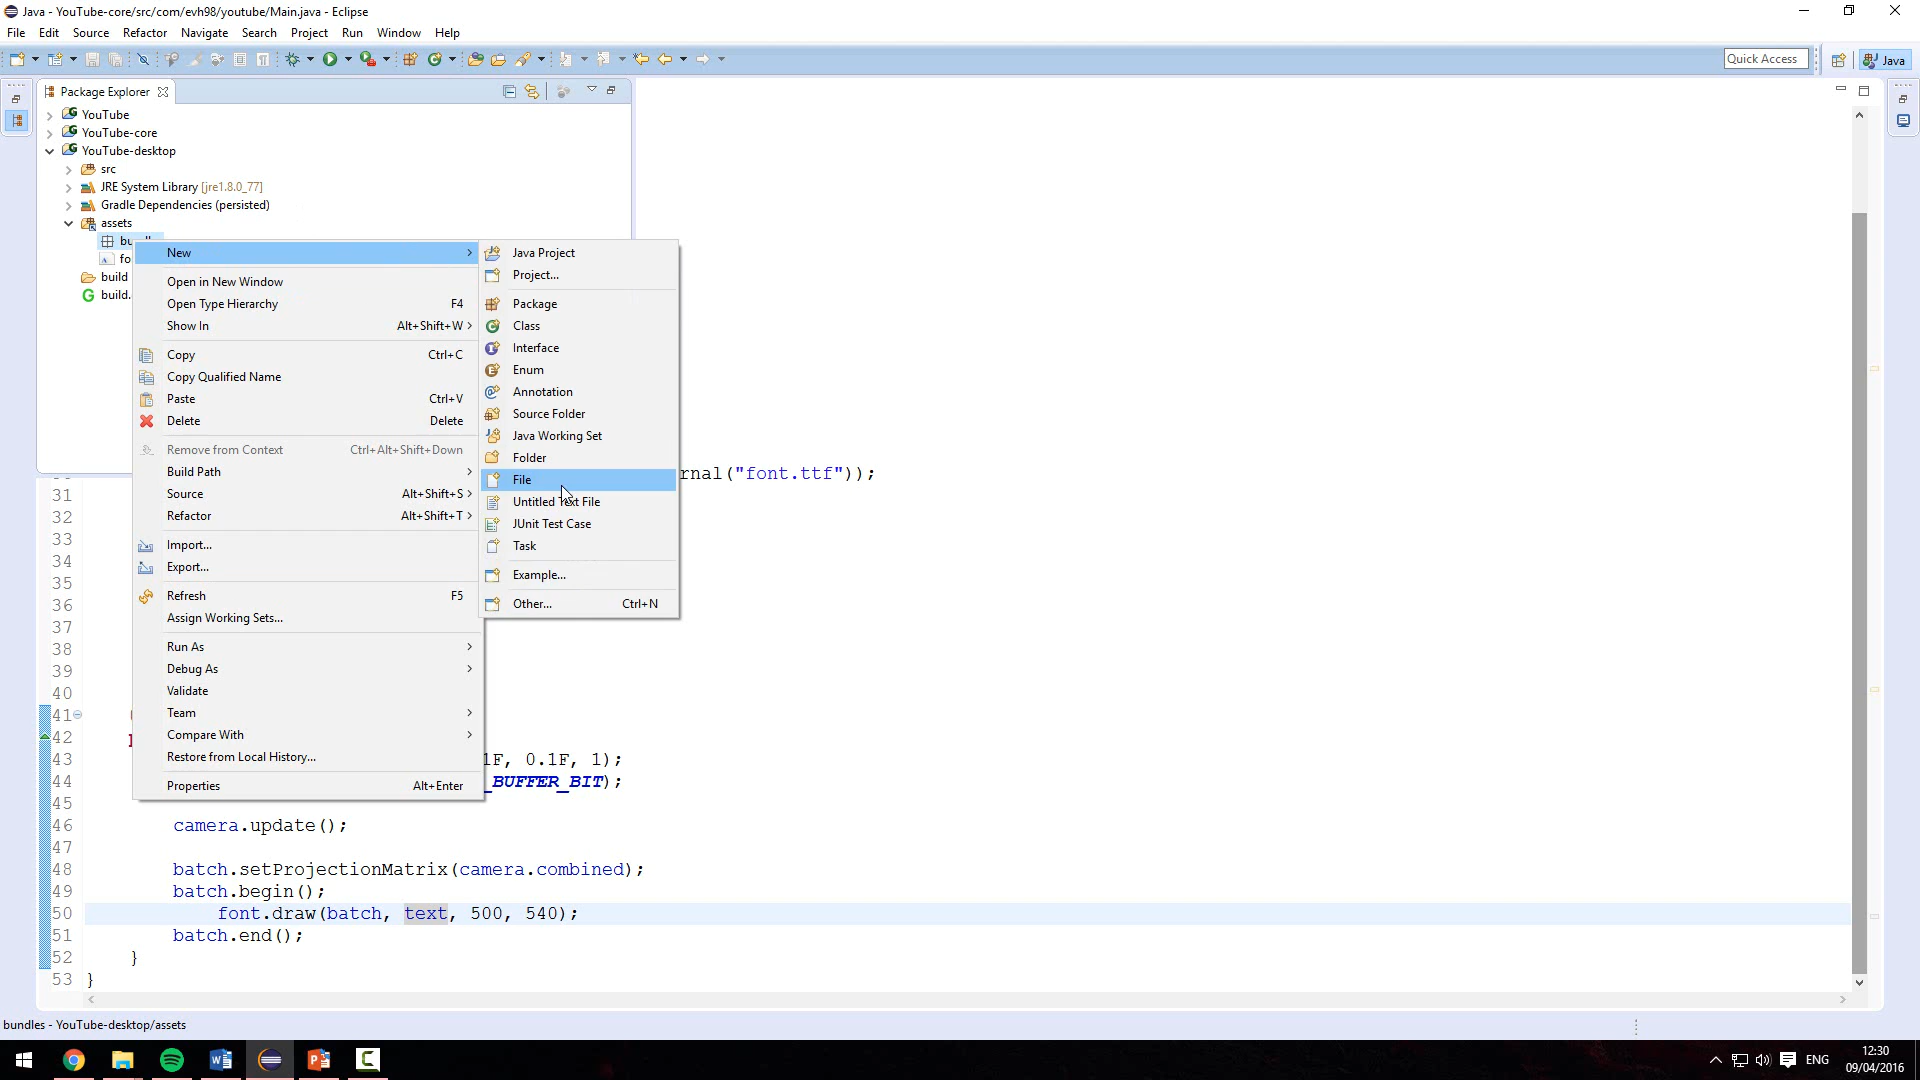 Java - YouTube-core/src/com/evh98/youtube/Main.java - Eclipse
File Edit Source Refactor Navigate Search Project Run Window Help
Quick Access
Java
Package Explorer
YouTube
YouTube-core
YouTube-desktop
src
JRE System Library [jre1.8.0_77]
Gradle Dependencies (persisted)
assets
fo
build
build.
New
Open in New Window
Open Type Hierarchy F4
Show In Alt+Shift+W
Copy Ctrl+C
Copy Qualified Name
Paste Ctrl+V
Delete Delete
Remove from Context Ctrl+Alt+Shift+Down
Build Path
Source Alt+Shift+S
Refactor Alt+Shift+T
Import...
Export...
Refresh F5
Assign Working Sets...
Run As
Debug As
Validate
Team
Compare With
Restore from Local History...
Properties Alt+Enter
Java Project
Project...
Package
Class
Interface
Enum
Annotation
Source Folder
Java Working Set
Folder
File
Untitled Text File
JUnit Test Case
Task
Example...
Other... Ctrl+N
rnal("font.ttf"));
31
32
33
34
35
36
37
38
39
40
41
42
43 1F, 0.1F, 1);
44 _BUFFER_BIT);
45
46 camera.update();
47
48 batch.setProjectionMatrix(camera.combined);
49 batch.begin();
50 font.draw(batch, text, 500, 540);
51 batch.end();
52 }
53 }
bundles - YouTube-desktop/assets
ENG
12:30
09/04/2016